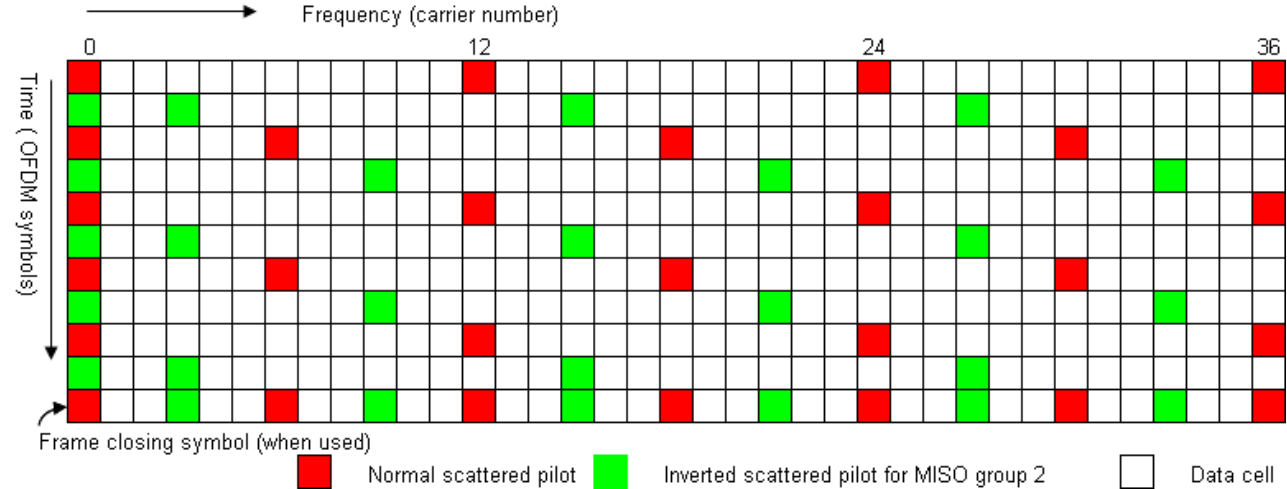 Frequency (carrier number)
0 12 24 36
Time ( OFDM symbols)
Frame closing symbol (when used)
Normal scattered pilot Inverted scattered pilot for MISO group 2 Data cell